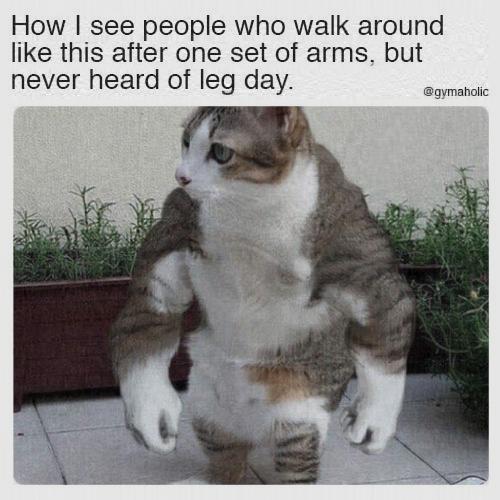 How I see people who walk around
like this after one set of arms, but
never heard of leg day.
@gymaholic